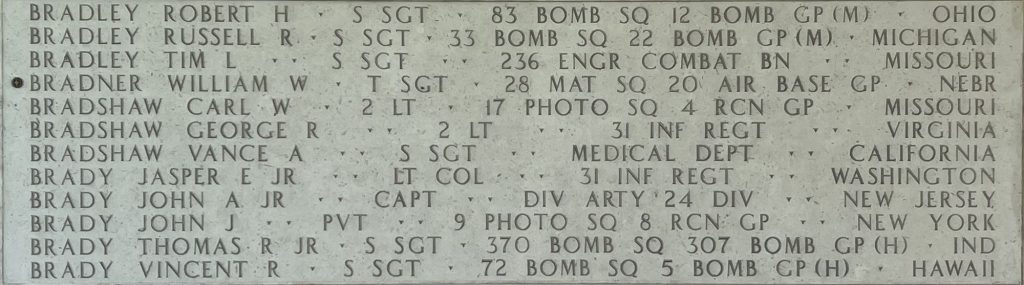 BRADLEY ROBERT H · S SGT · 83 BOMB SQ 12 BOMB GP (M) · OHIO
BRADLEY RUSSELL R · S SGT · 33 BOMB SQ 22 BOMB GP (M) · MICHIGAN
BRADLEY TIM L · · S SGT · · 236 ENGR COMBAT BN · · MISSOURI
BRADNER WILLIAM W · T SGT · 28 MAT SQ 20 AIR BASE GP · NEBR
BRADSHAW CARL W · 2 LT · 17 PHOTO SQ 4 RCN GP · MISSOURI
BRADSHAW GEORGE R · · 2 LT · · 31 INF REGT · · VIRGINIA
BRADSHAW VANCE A · · S SGT · · MEDICAL DEPT · · CALIFORNIA
BRADY JASPER E JR · · LT COL · · 31 INF REGT · · WASHINGTON
BRADY JOHN A JR · · CAPT · · DIV ARTY 24 DIV · · NEW JERSEY
BRADY JOHN J · · PVT · · 9 PHOTO SQ 8 RCN GP · · NEW YORK
BRADY THOMAS R JR · S SGT · 370 BOMB SQ 307 BOMB GP (H) · IND
BRADY VINCENT R · S SGT · 72 BOMB SQ 5 BOMB GP (H) · HAWAII